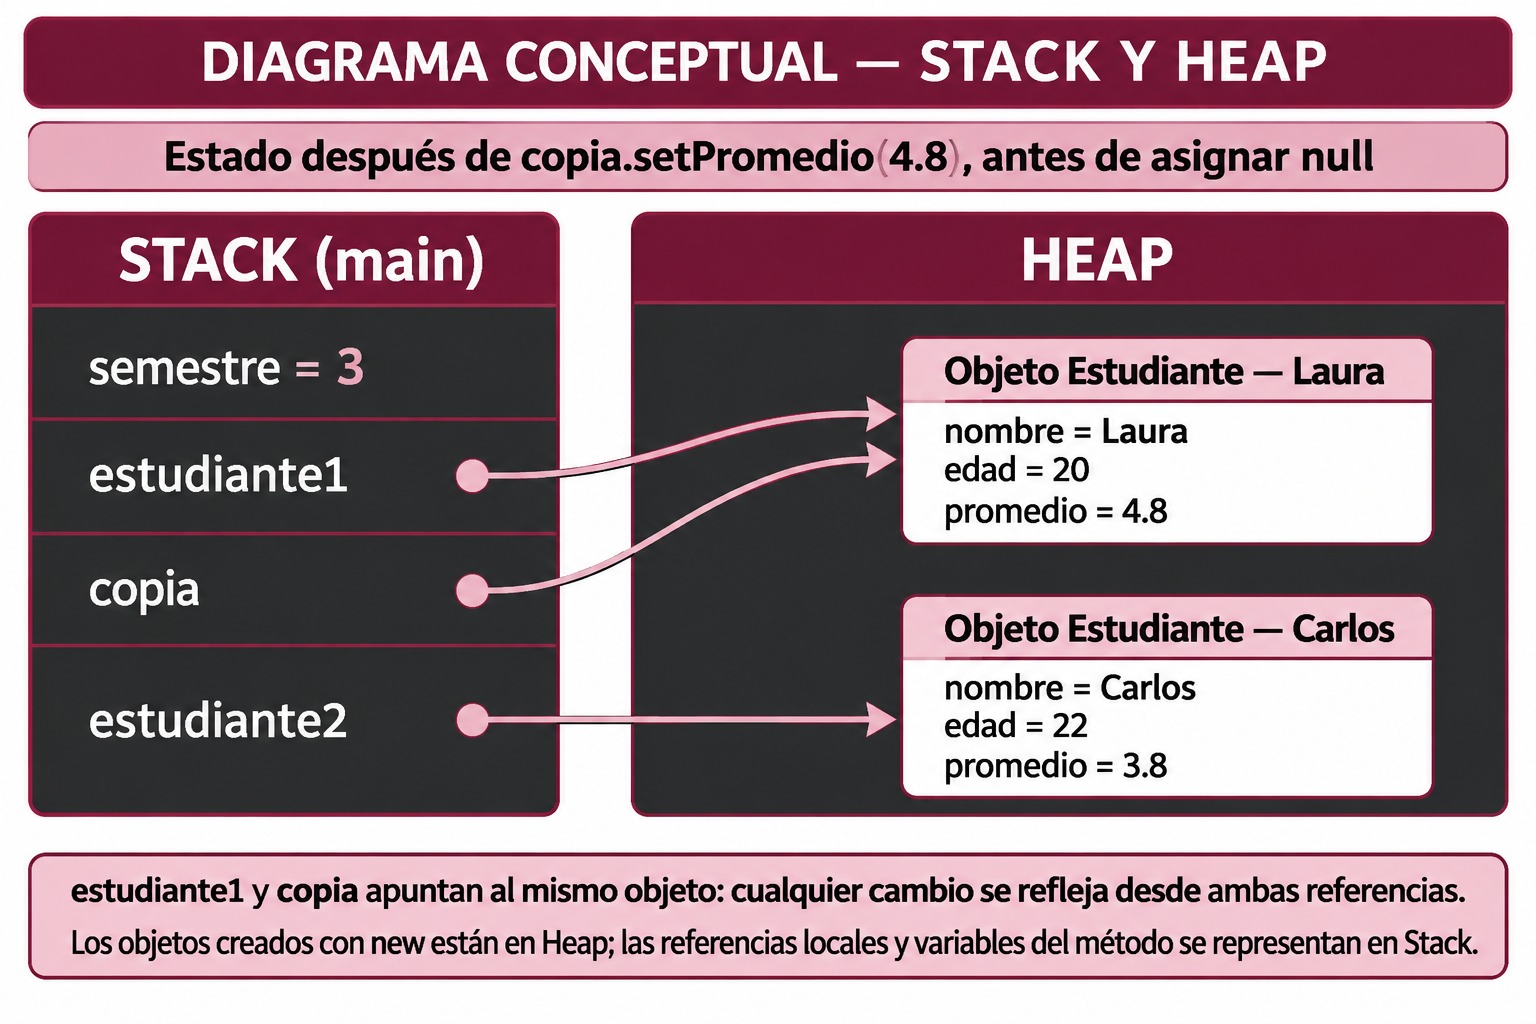 DIAGRAMA CONCEPTUAL — STACK Y HEAP
Estado después de copia.setPromedio(4.8), antes de asignar null
STACK (main)
semestre = 3
estudiante1
copia
estudiante2
HEAP
Objeto Estudiante — Laura
nombre = Laura
edad = 20
promedio = 4.8
Objeto Estudiante — Carlos
nombre = Carlos
edad = 22
promedio = 3.8
estudiante1 y copia apuntan al mismo objeto: cualquier cambio se refleja desde ambas referencias.
Los objetos creados con new están en Heap; las referencias locales y variables del método se representan en Stack.